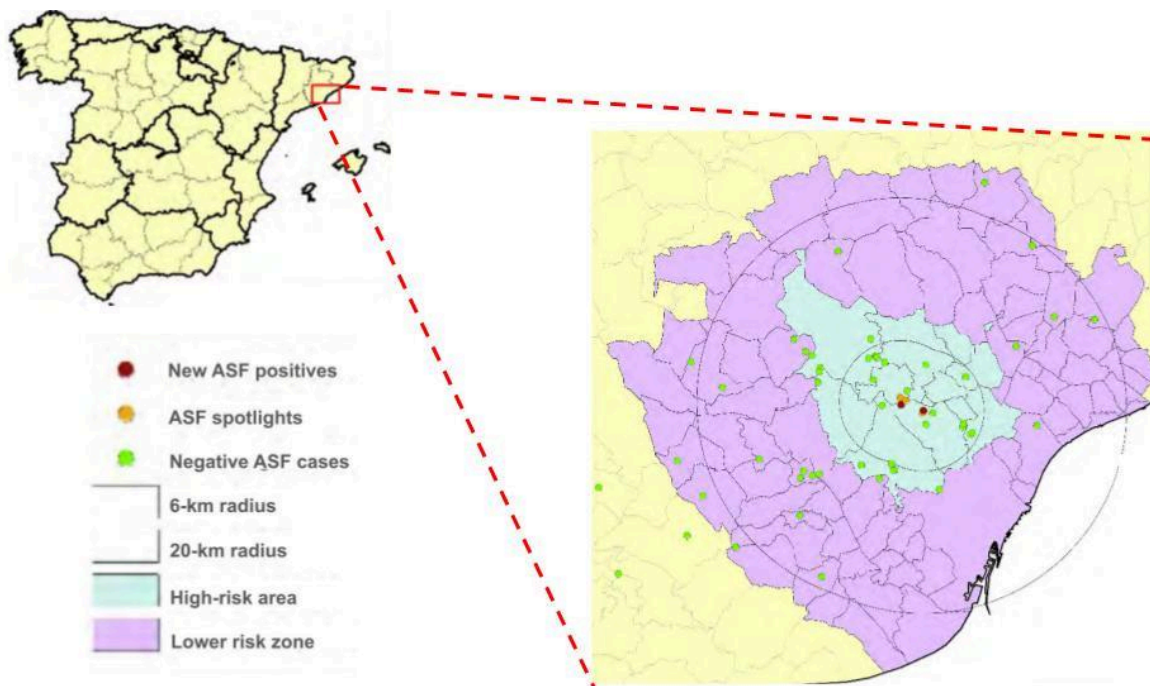 New ASF positives
ASF spotlights
Negative ASF cases
6-km radius
20-km radius
High-risk area
Lower risk zone